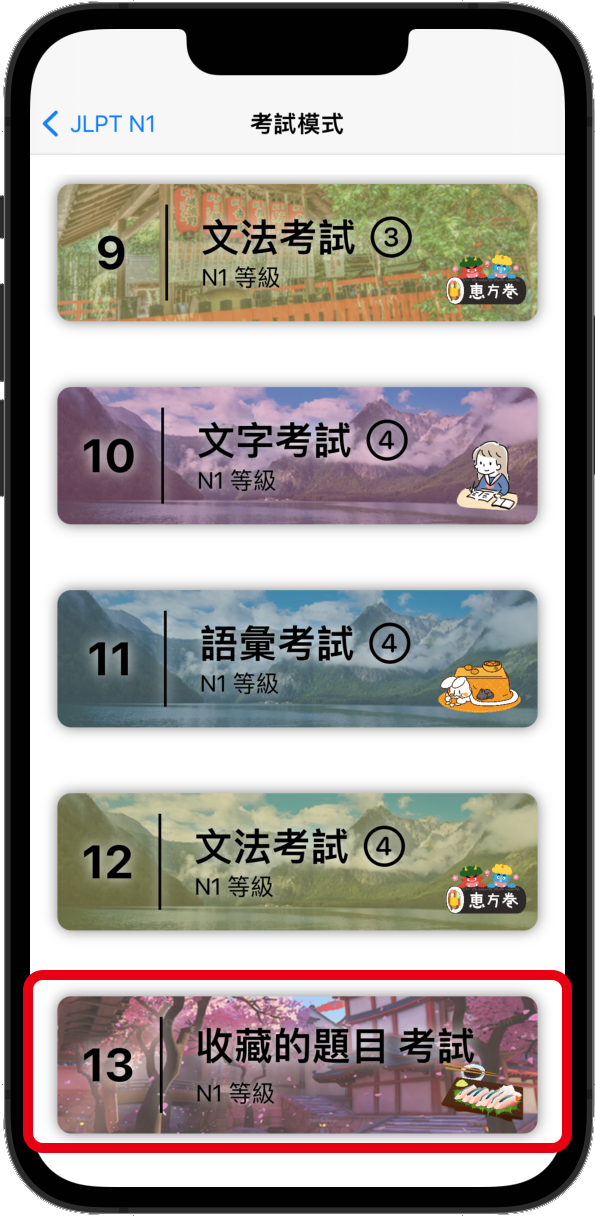 JLPT N1
考試模式
9
文法考試 ③
N1 等級
恵方巻
10
文字考試 ④
N1 等級
11
語彙考試 ④
N1 等級
12
文法考試 ④
N1 等級
恵方巻
13
收藏的題目 考試
N1 等級